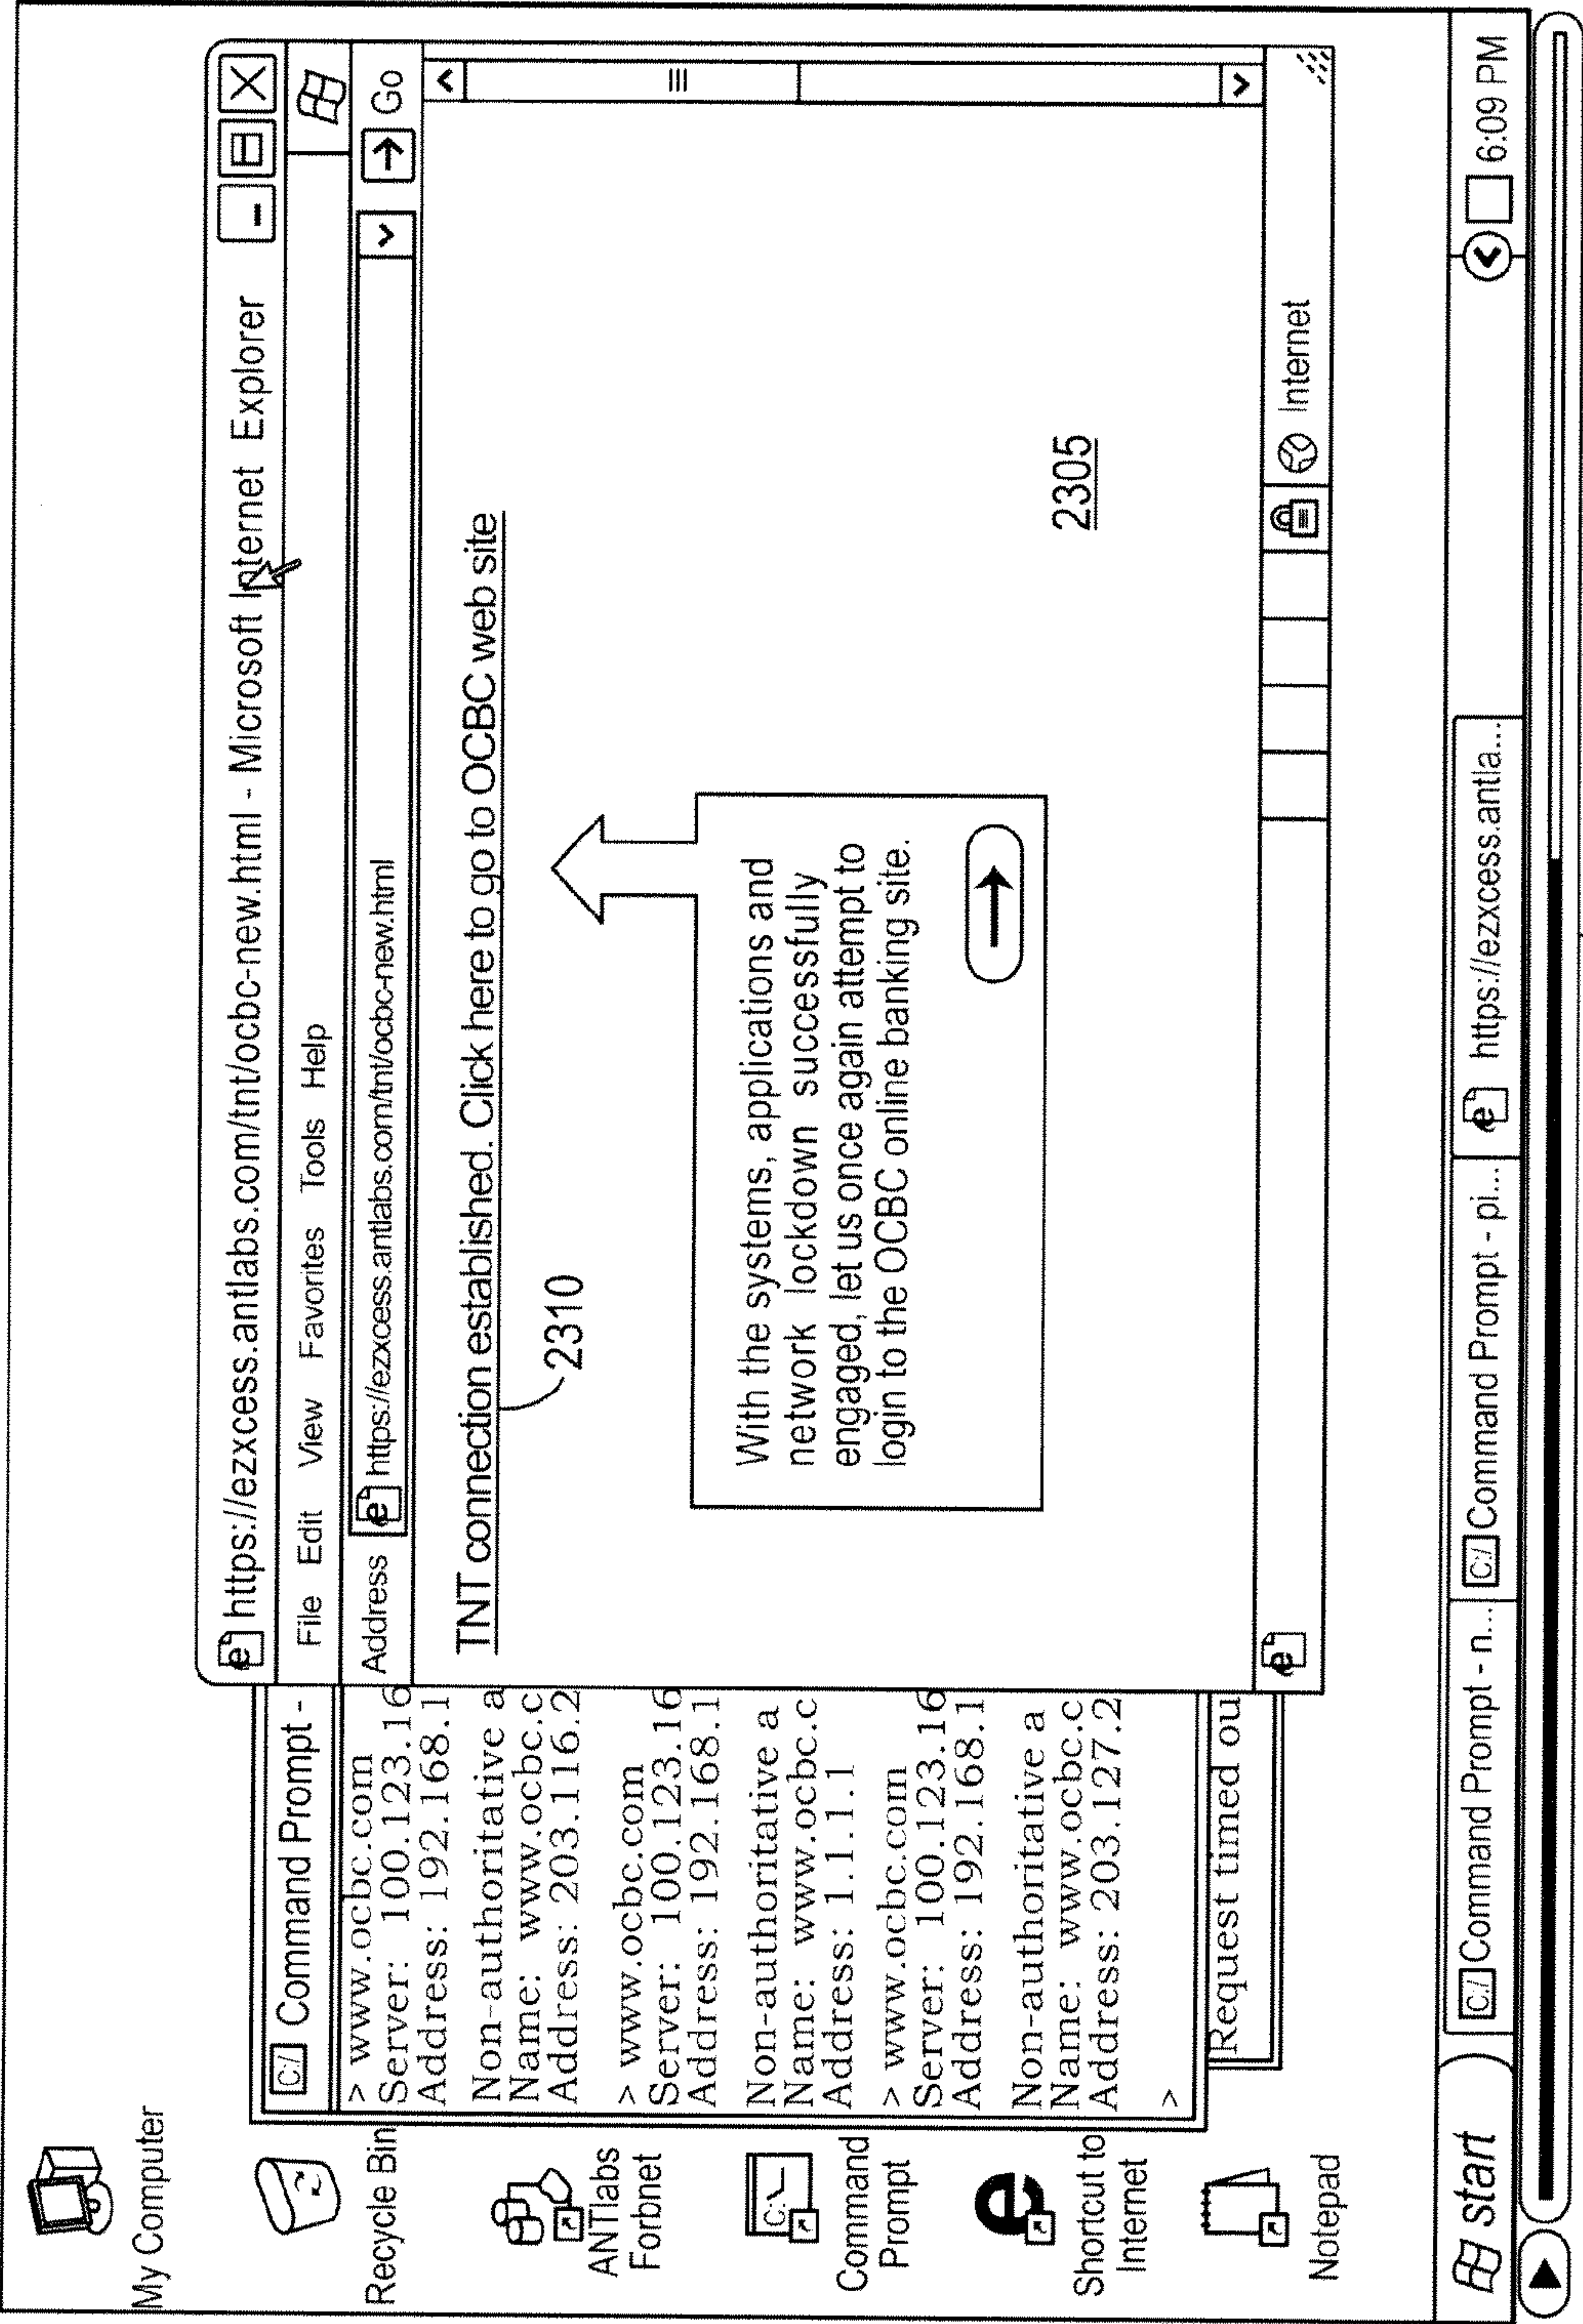 My Computer
Recycle Bin
ANTlabs
Forbnet
Command
Prompt
Shortcut to
Internet
Notepad
C:\
e https://ezxcess.antlabs.com/tnt/ocbc-new.html - Microsoft Internet Explorer
File Edit View Favorites Tools Help
Address e https://ezxcess.antlabs.com/tnt/ocbc-new.html Go
TNT connection established. Click here to go to OCBC web site
2310
With the systems, applications and
network lockdown successfully
engaged, let us once again attempt to
login to the OCBC online banking site.
2305
Internet
C:/ Command Prompt -
> www.ocbc.com
Server: 100.123.16
Address: 192.168.1
Non-authoritative a
Name: www.ocbc.c
Address: 203.116.2
> www.ocbc.com
Server: 100.123.16
Address: 192.168.1
Non-authoritative a
Name: www.ocbc.c
Address: 1.1.1.1
> www.ocbc.com
Server: 100.123.16
Address: 192.168.1
Non-authoritative a
Name: www.ocbc.c
Address: 203.127.2
>
Request timed ou
start C:/ Command Prompt - n... C:/ Command Prompt - pi... e https://ezxcess.antla... 6:09 PM